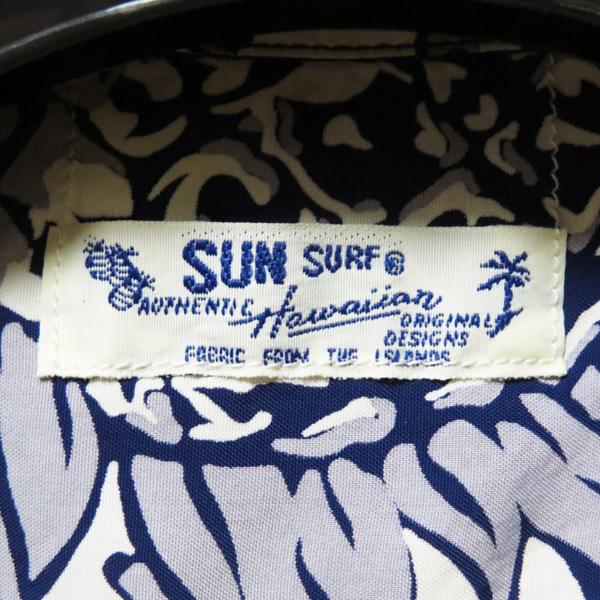 SUN SURF®
AUTHENTIC Hawaiian ORIGINAL
DESIGNS
FABRIC FROM THE ISLANDS